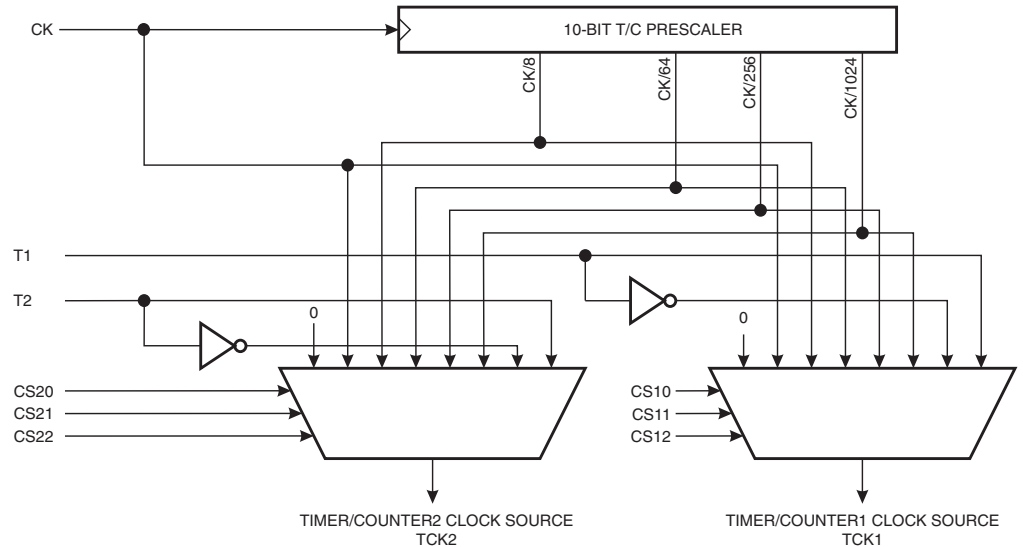 CK
10-BIT T/C PRESCALER
CK/8
CK/64
CK/256
CK/1024
T1
T2
0
0
CS20
CS21
CS22
CS10
CS11
CS12
TIMER/COUNTER2 CLOCK SOURCE
TCK2
TIMER/COUNTER1 CLOCK SOURCE
TCK1